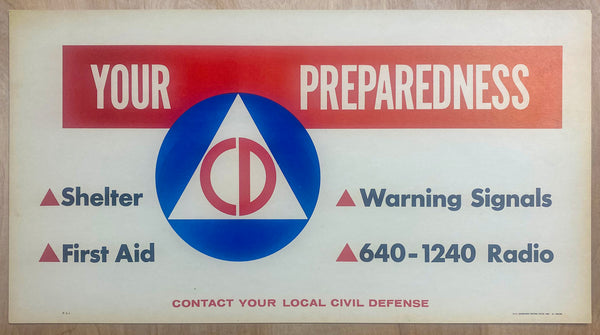 YOUR PREPAREDNESS
CD
Shelter
First Aid
Warning Signals
640-1240 Radio
CONTACT YOUR LOCAL CIVIL DEFENSE